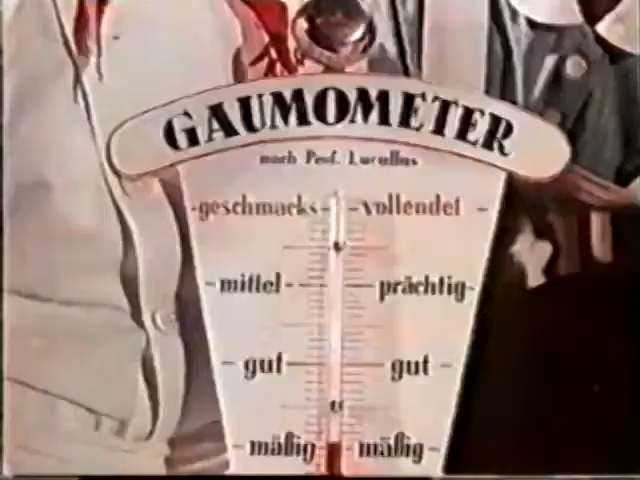 GAUMOMETER
nach Prof. Lucullus
-geschmacks- -vollendet -
- mittel - - prächtig -
- gut - - gut -
- mäßig - - mäßig -